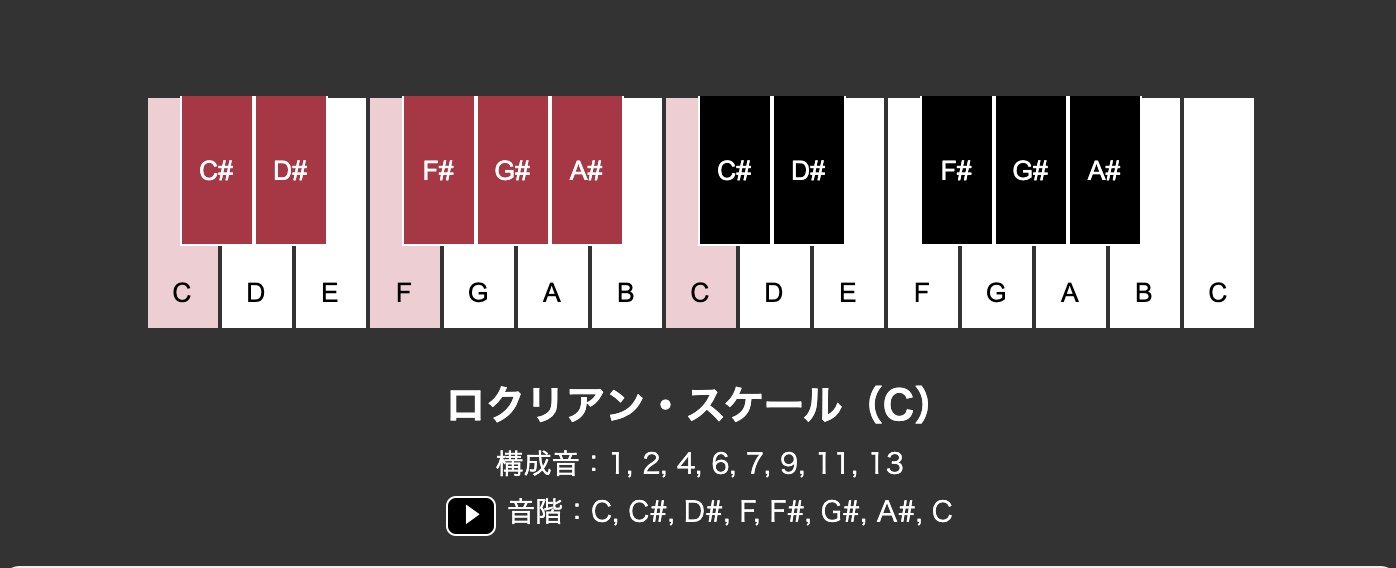 C# D# F# G# A# C# D# F# G# A#
C D E F G A B C D E F G A B C
ロクリアン・スケール（C）
構成音：1, 2, 4, 6, 7, 9, 11, 13
音階：C, C#, D#, F, F#, G#, A#, C